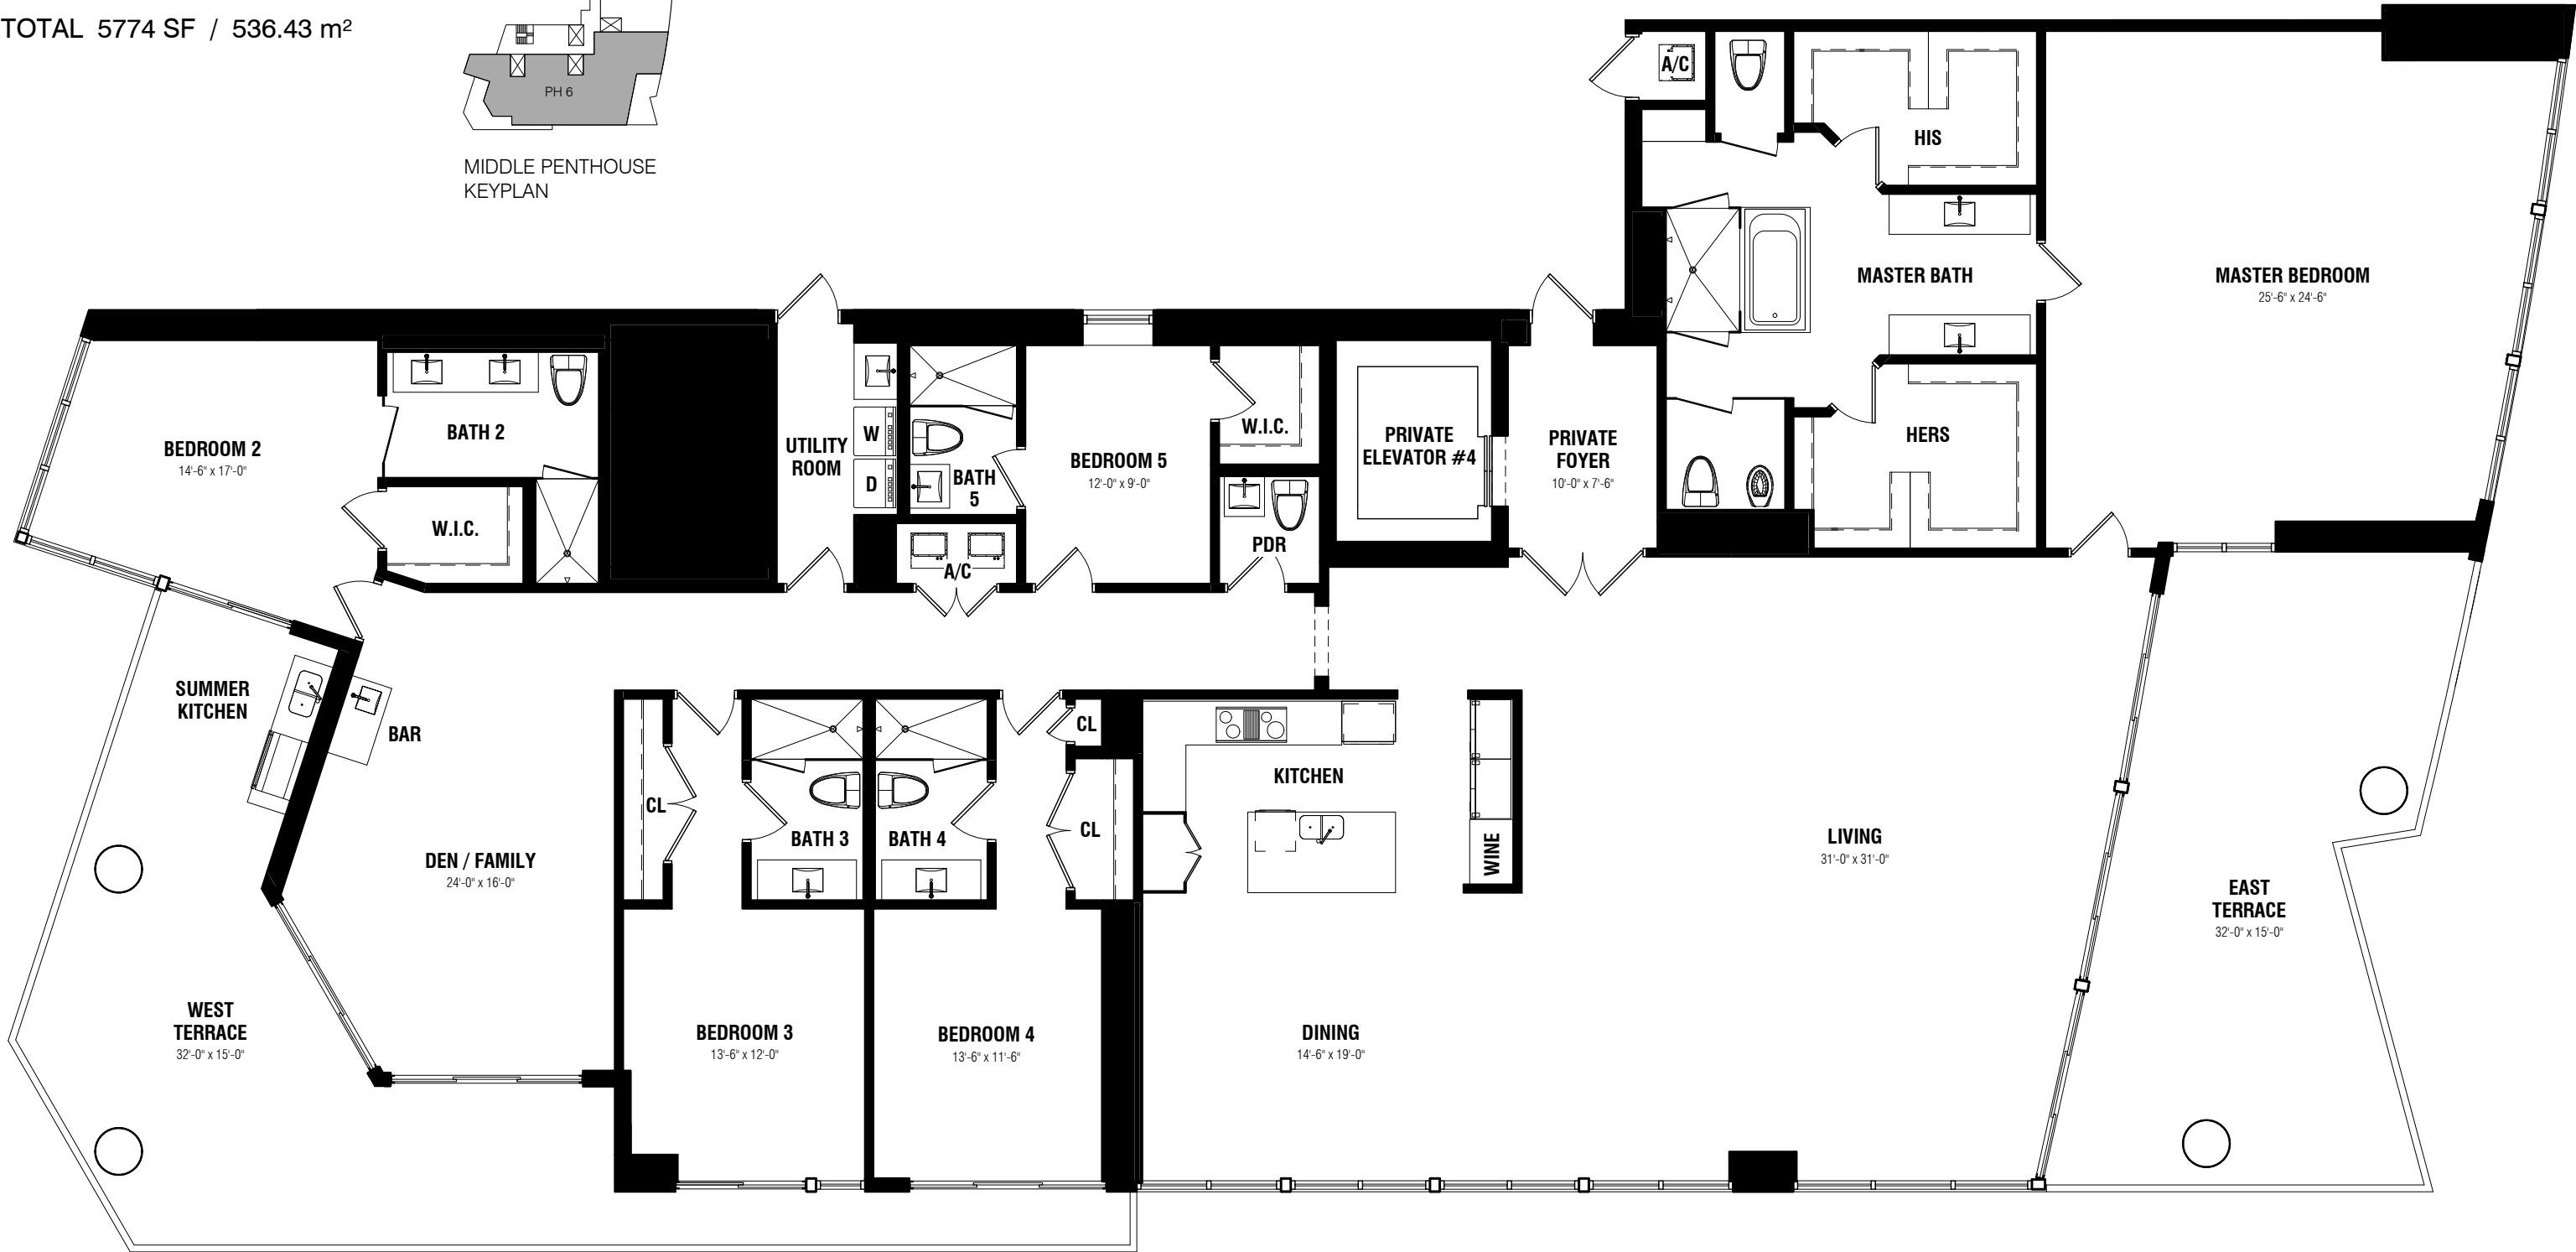 TOTAL 5774 SF / 536.43 m²
PH 6
MIDDLE PENTHOUSE
KEYPLAN
A/C
HIS
MASTER BATH
MASTER BEDROOM
25'-6" x 24'-6"
HERS
BEDROOM 2
14'-6" x 17'-0"
BATH 2
W.I.C.
UTILITY
ROOM
W
D
BATH
5
A/C
BEDROOM 5
12'-0" x 9'-0"
W.I.C.
PDR
PRIVATE
ELEVATOR #4
PRIVATE
FOYER
10'-0" x 7'-6"
SUMMER
KITCHEN
BAR
DEN / FAMILY
24'-0" x 16'-0"
WEST
TERRACE
32'-0" x 15'-0"
CL
BATH 3
BATH 4
CL
CL
BEDROOM 3
13'-6" x 12'-0"
BEDROOM 4
13'-6" x 11'-6"
KITCHEN
WINE
DINING
14'-6" x 19'-0"
LIVING
31'-0" x 31'-0"
EAST
TERRACE
32'-0" x 15'-0"